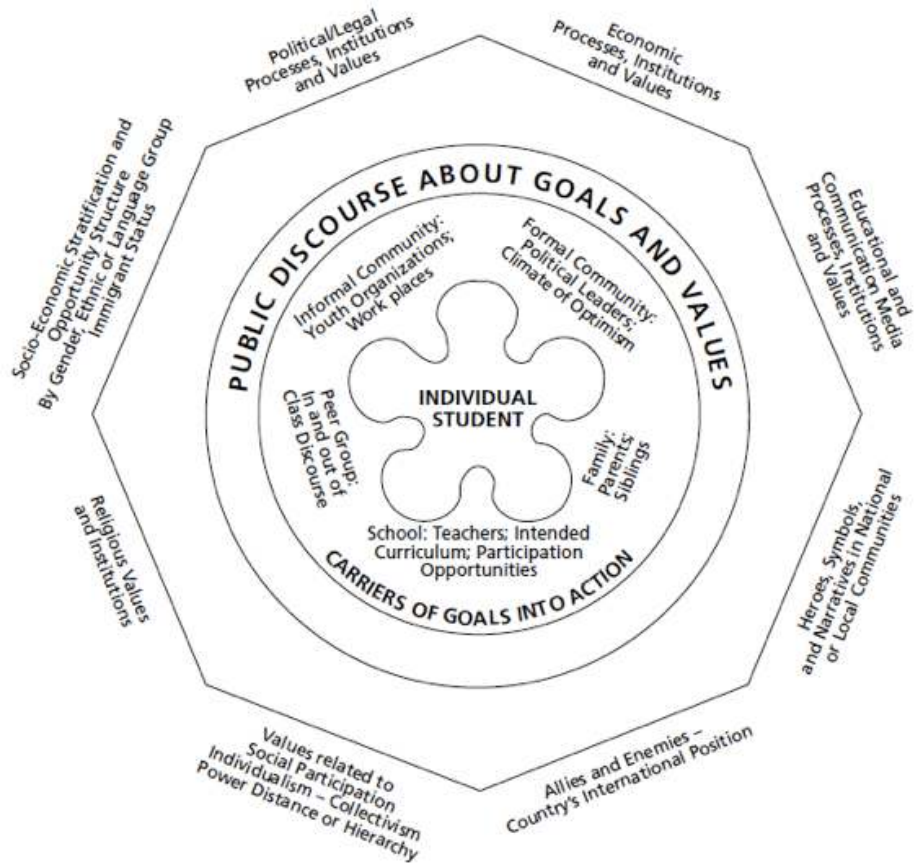 Political/Legal
Processes, Institutions
and Values
Economic
Processes, Institutions
and Values
Socio-Economic Stratification and
Opportunity Structure
By Gender, Ethnic or Language Group
Immigrant Status
Educational and
Communication Media
Processes, Institutions
and Values
PUBLIC DISCOURSE ABOUT GOALS AND VALUES
Informal Community:
Youth Organizations;
Work places
Formal Community:
Political Leaders;
Climate of Optimism
INDIVIDUAL
STUDENT
Peer Group:
In and out of
Class Discourse
Family:
Parents;
Siblings
School: Teachers; Intended
Curriculum; Participation
Opportunities
CARRIERS OF GOALS INTO ACTION
Religious Values
and Institutions
Heroes, Symbols,
and Narratives in National
or Local Communities
Values related to
Social Participation
Individualism – Collectivism
Power Distance or Hierarchy
Allies and Enemies –
Country's International Position